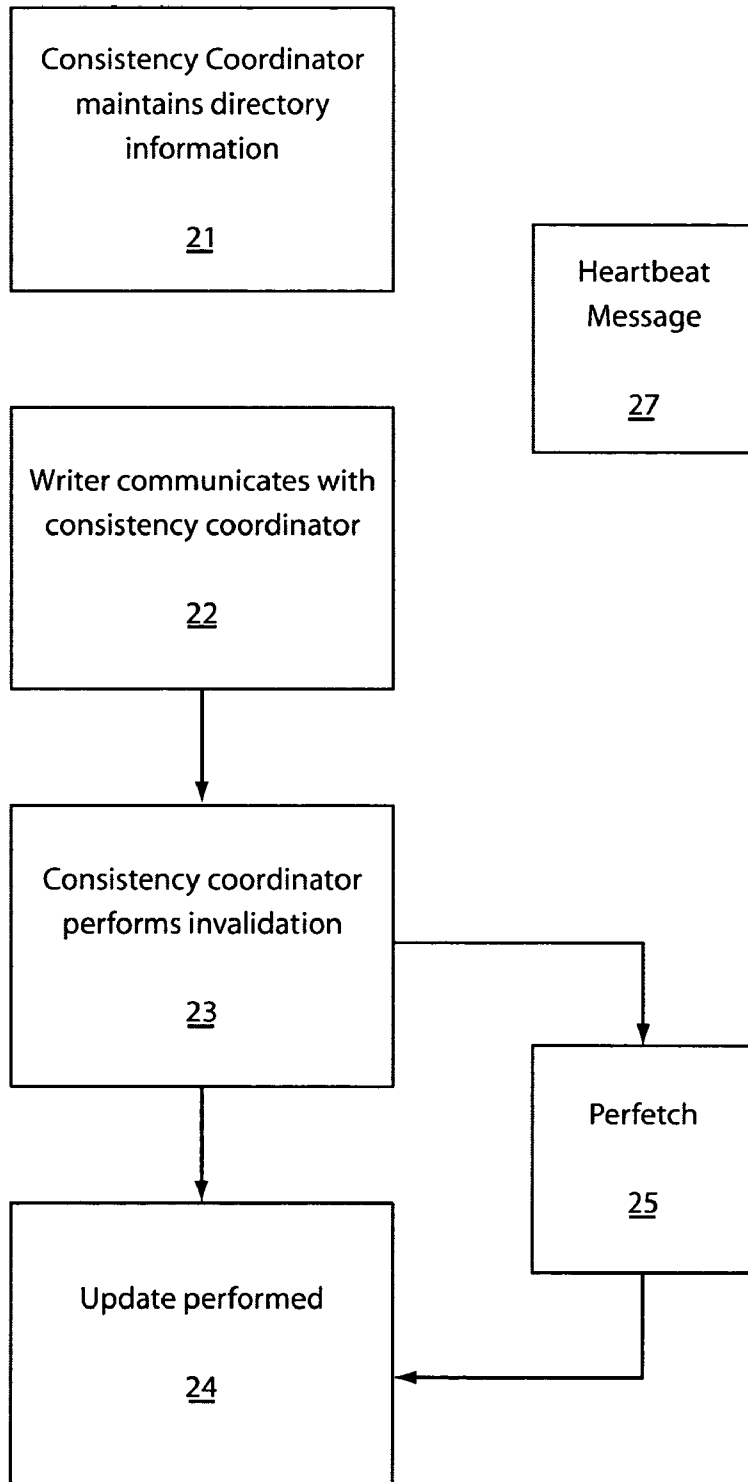 Consistency Coordinator
maintains directory
information
21
Heartbeat
Message
27
Writer communicates with
consistency coordinator
22
Consistency coordinator
performs invalidation
23
Perfetch
25
Update performed
24